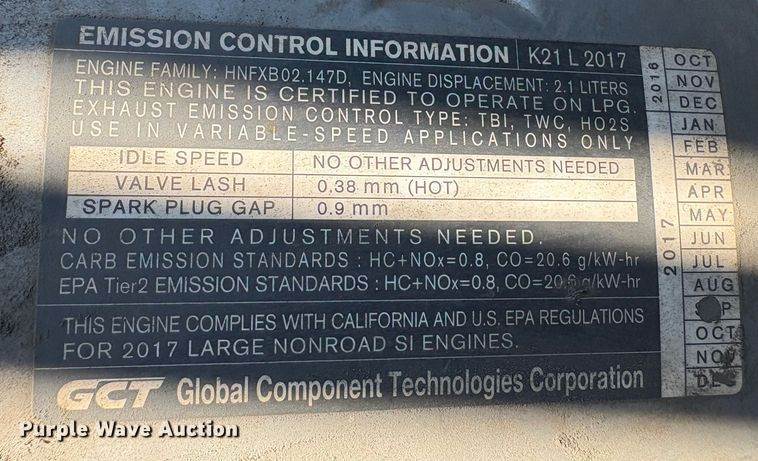 EMISSION CONTROL INFORMATION K21 L 2017
ENGINE FAMILY: HNFXB02.147D, ENGINE DISPLACEMENT: 2.1 LITERS
THIS ENGINE IS CERTIFIED TO OPERATE ON LPG.
EXHAUST EMISSION CONTROL TYPE: TBI, TWC, HO2S
USE IN VARIABLE-SPEED APPLICATIONS ONLY
IDLE SPEED NO OTHER ADJUSTMENTS NEEDED
VALVE LASH 0.38 mm (HOT)
SPARK PLUG GAP 0.9 mm
NO OTHER ADJUSTMENTS NEEDED.
CARB EMISSION STANDARDS : HC+NOx=0.8, CO=20.6 g/kW-hr
EPA Tier2 EMISSION STANDARDS : HC+NOx=0.8, CO=20.6 g/kW-hr
THIS ENGINE COMPLIES WITH CALIFORNIA AND U.S. EPA REGULATIONS
FOR 2017 LARGE NONROAD SI ENGINES.
GCT Global Component Technologies Corporation
2016
OCT
NOV
DEC
2017
JAN
FEB
MAR
APR
MAY
JUN
JUL
AUG
SEP
OCT
NOV
DEC
Purple Wave Auction